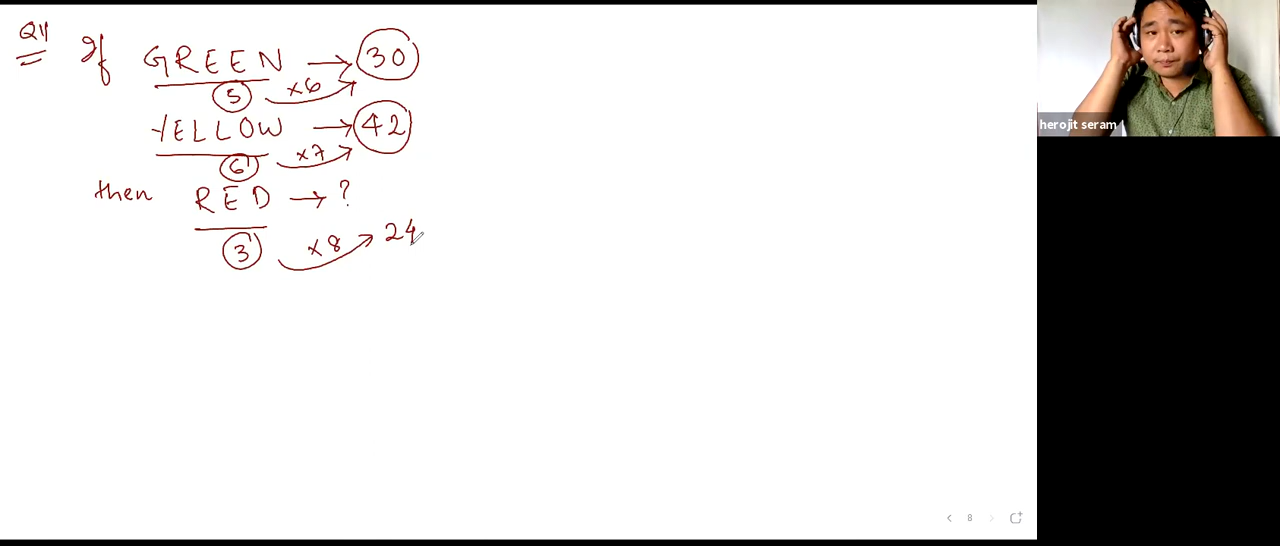 Q11 If GREEN → 30
5 ×6
YELLOW → 42
6 ×7
then RED → ?
3 ×8 24
herojit seram
8